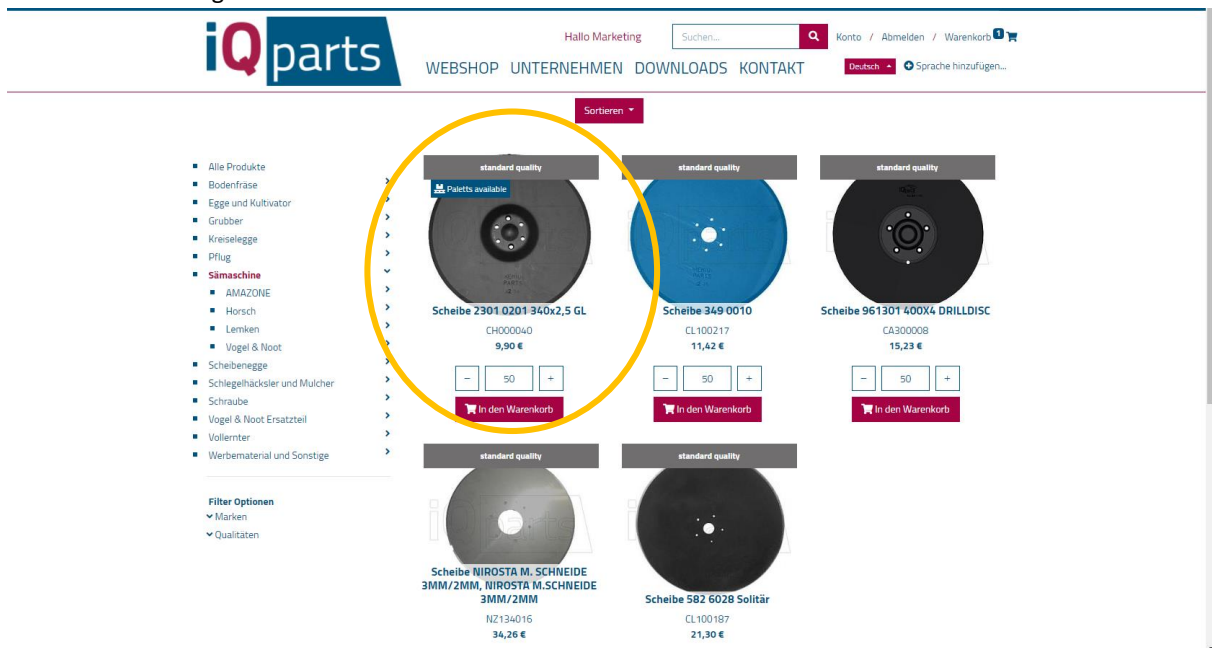 iQparts
Hallo Marketing
Suchen...
Konto / Abmelden / Warenkorb 1
WEBSHOP UNTERNEHMEN DOWNLOADS KONTAKT
Deutsch
Sprache hinzufügen...
Sortieren
Alle Produkte
Bodenfräse
Egge und Kultivator
Grubber
Kreiselegge
Pflug
Sämaschine
AMAZONE
Horsch
Lemken
Vogel & Noot
Scheibenegge
Schlegelhäcksler und Mulcher
Schraube
Vogel & Noot Ersatzteil
Vollernter
Werbematerial und Sonstige
Filter Optionen
Marken
Qualitäten
standard quality
Paletts available
Scheibe 2301 0201 340x2,5 GL
CH000040
9,90 €
- 50 +
In den Warenkorb
standard quality
Scheibe 349 0010
CL100217
11,42 €
- 50 +
In den Warenkorb
standard quality
Scheibe 961301 400X4 DRILLDISC
CA300008
15,23 €
- 50 +
In den Warenkorb
standard quality
Scheibe NIROSTA M. SCHNEIDE
3MM/2MM, NIROSTA M.SCHNEIDE
3MM/2MM
NZ134016
34,26 €
standard quality
Scheibe 582 6028 Solitär
CL100187
21,30 €